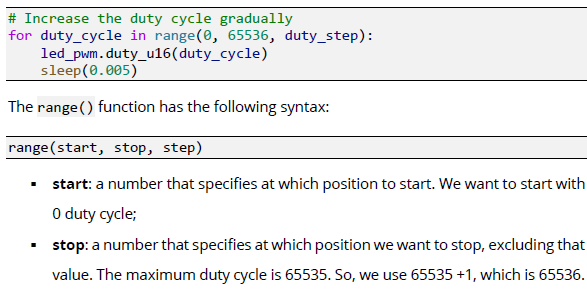 # Increase the duty cycle gradually
for duty_cycle in range(0, 65536, duty_step):
    led_pwm.duty_u16(duty_cycle)
    sleep(0.005)
The range() function has the following syntax:
range(start, stop, step)
▪ start: a number that specifies at which position to start. We want to start with
0 duty cycle;
▪ stop: a number that specifies at which position we want to stop, excluding that
value. The maximum duty cycle is 65535. So, we use 65535 +1, which is 65536.